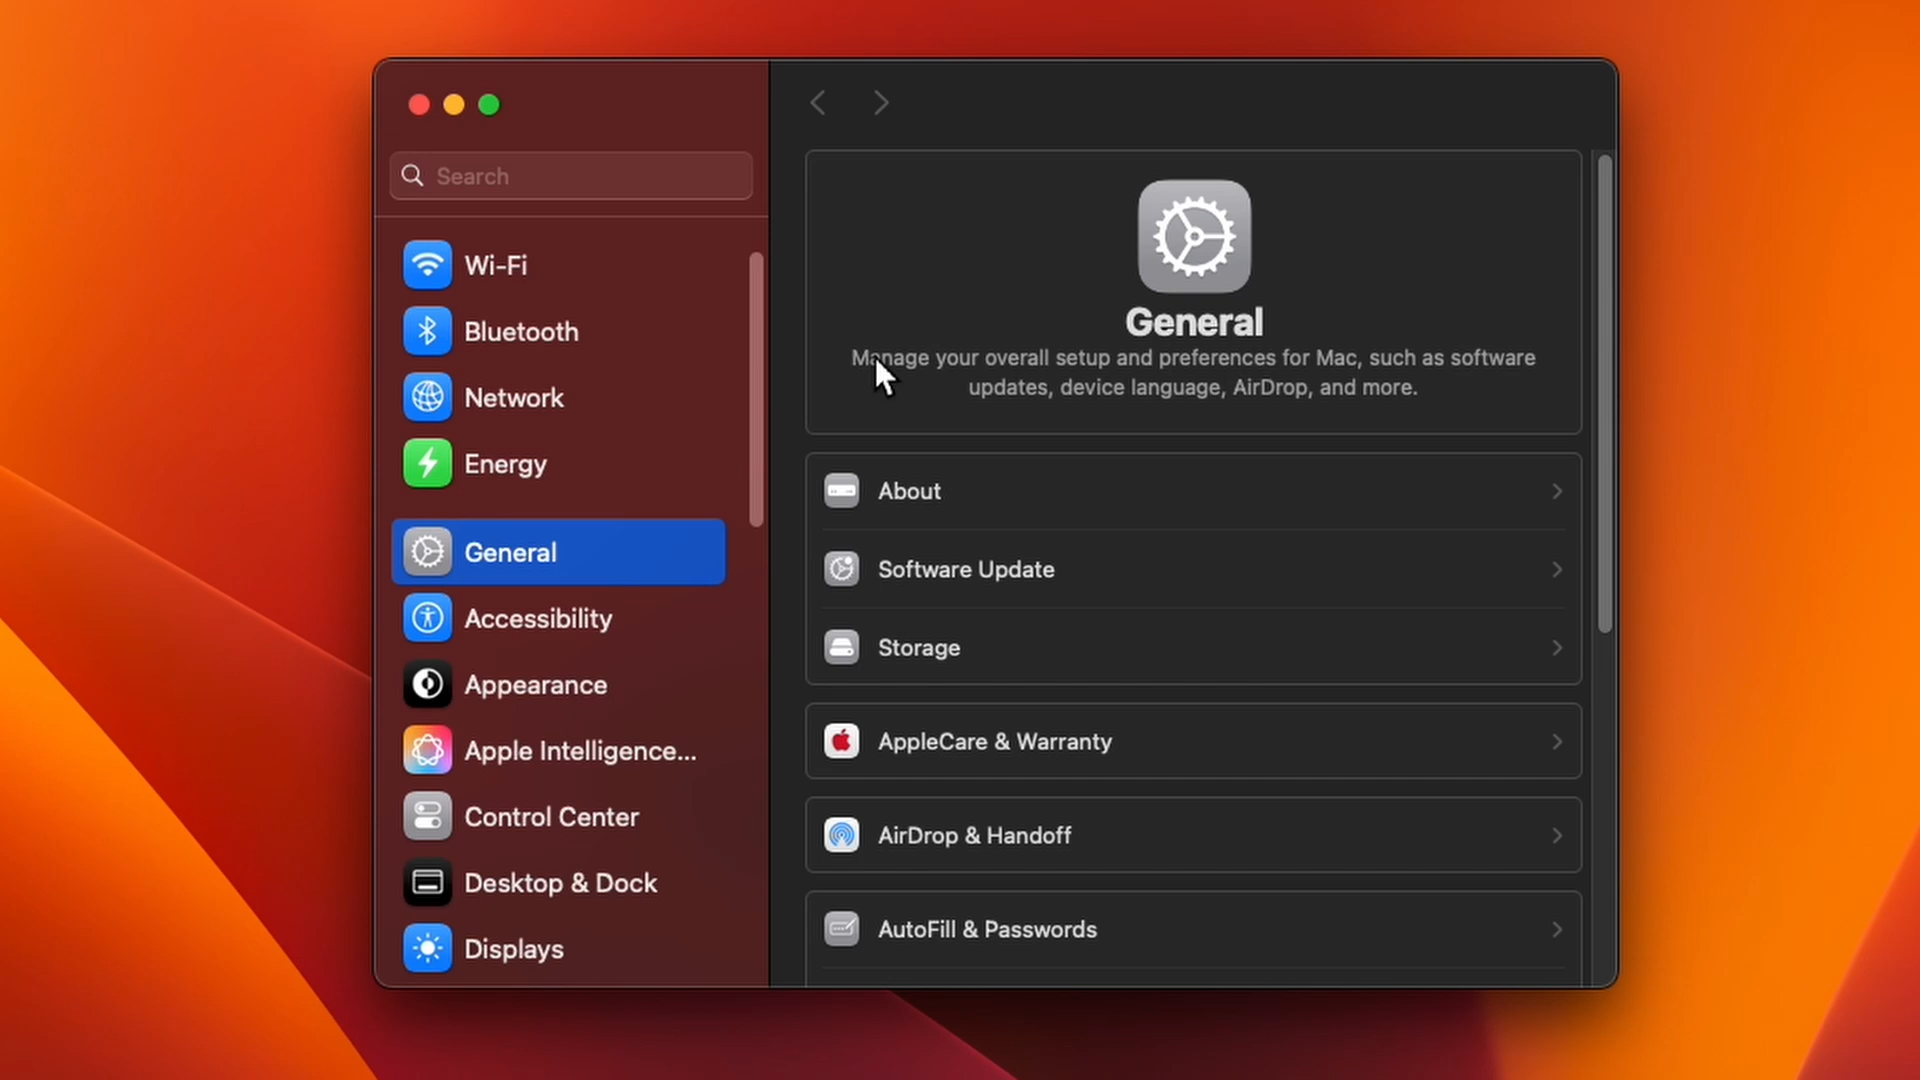 Search
Wi-Fi
Bluetooth
Network
Energy
General
Accessibility
Appearance
Apple Intelligence...
Control Center
Desktop & Dock
Displays
General
Manage your overall setup and preferences for Mac, such as software
updates, device language, AirDrop, and more.
About
Software Update
Storage
AppleCare & Warranty
AirDrop & Handoff
AutoFill & Passwords